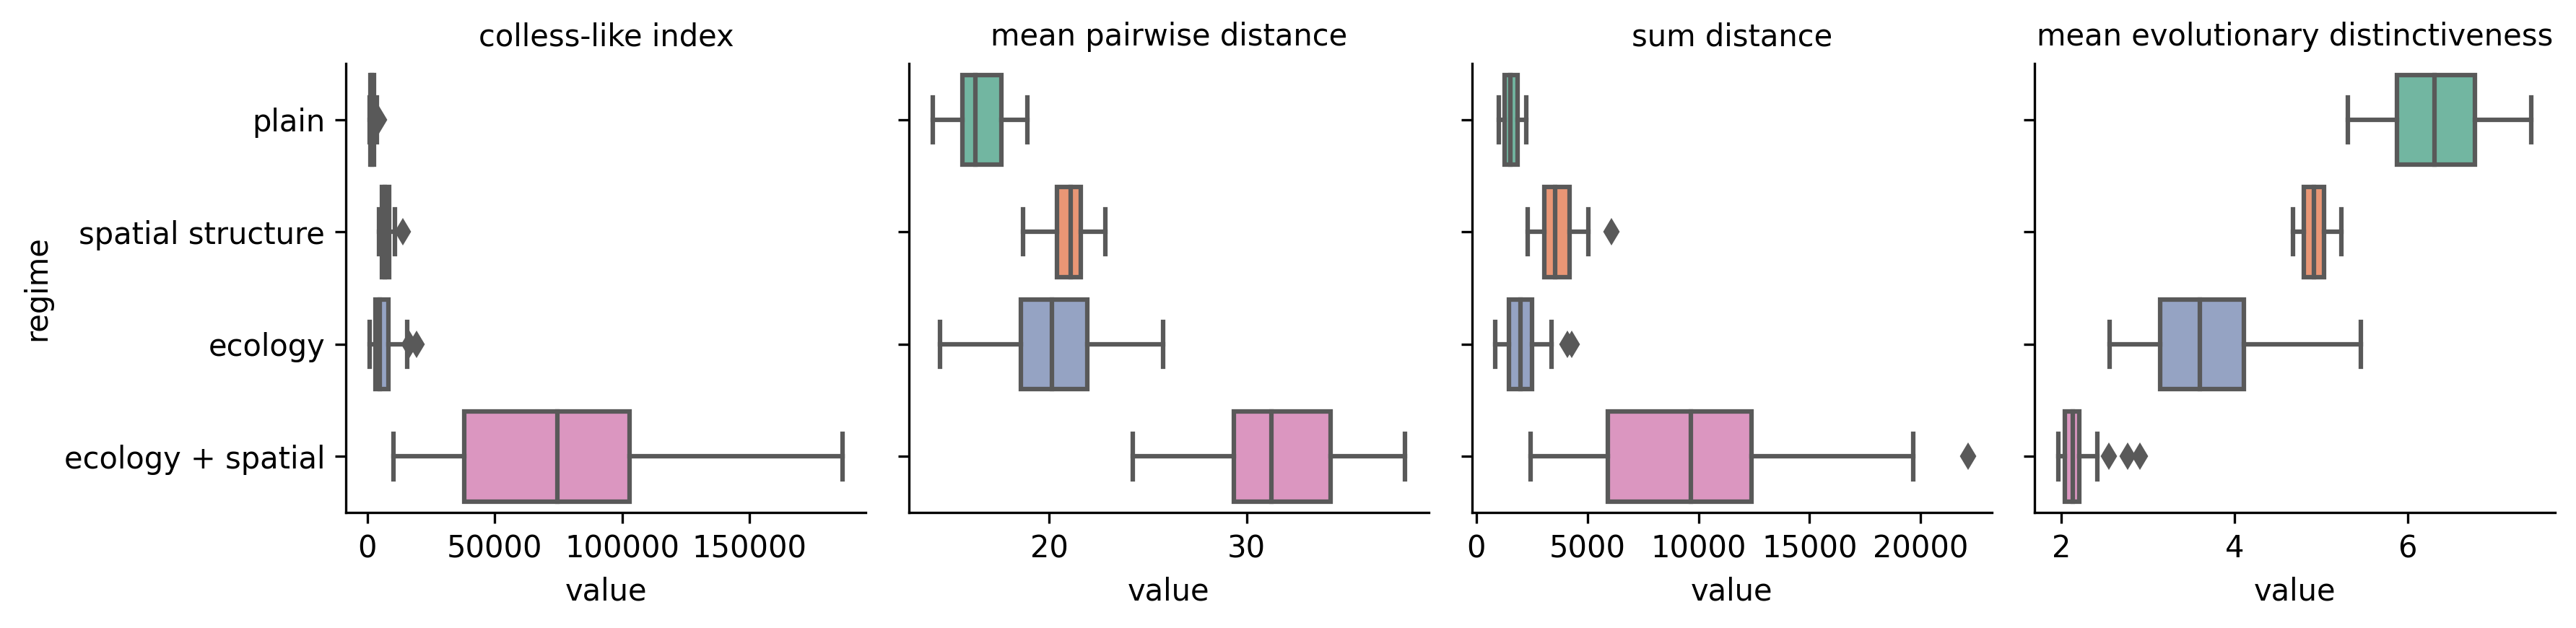 colless-like index
mean pairwise distance
sum distance
mean evolutionary distinctiveness
regime
plain
spatial structure
ecology
ecology + spatial
0 50000 100000 150000
20 30
0 5000 10000 15000 20000
2 4 6
value
value
value
value